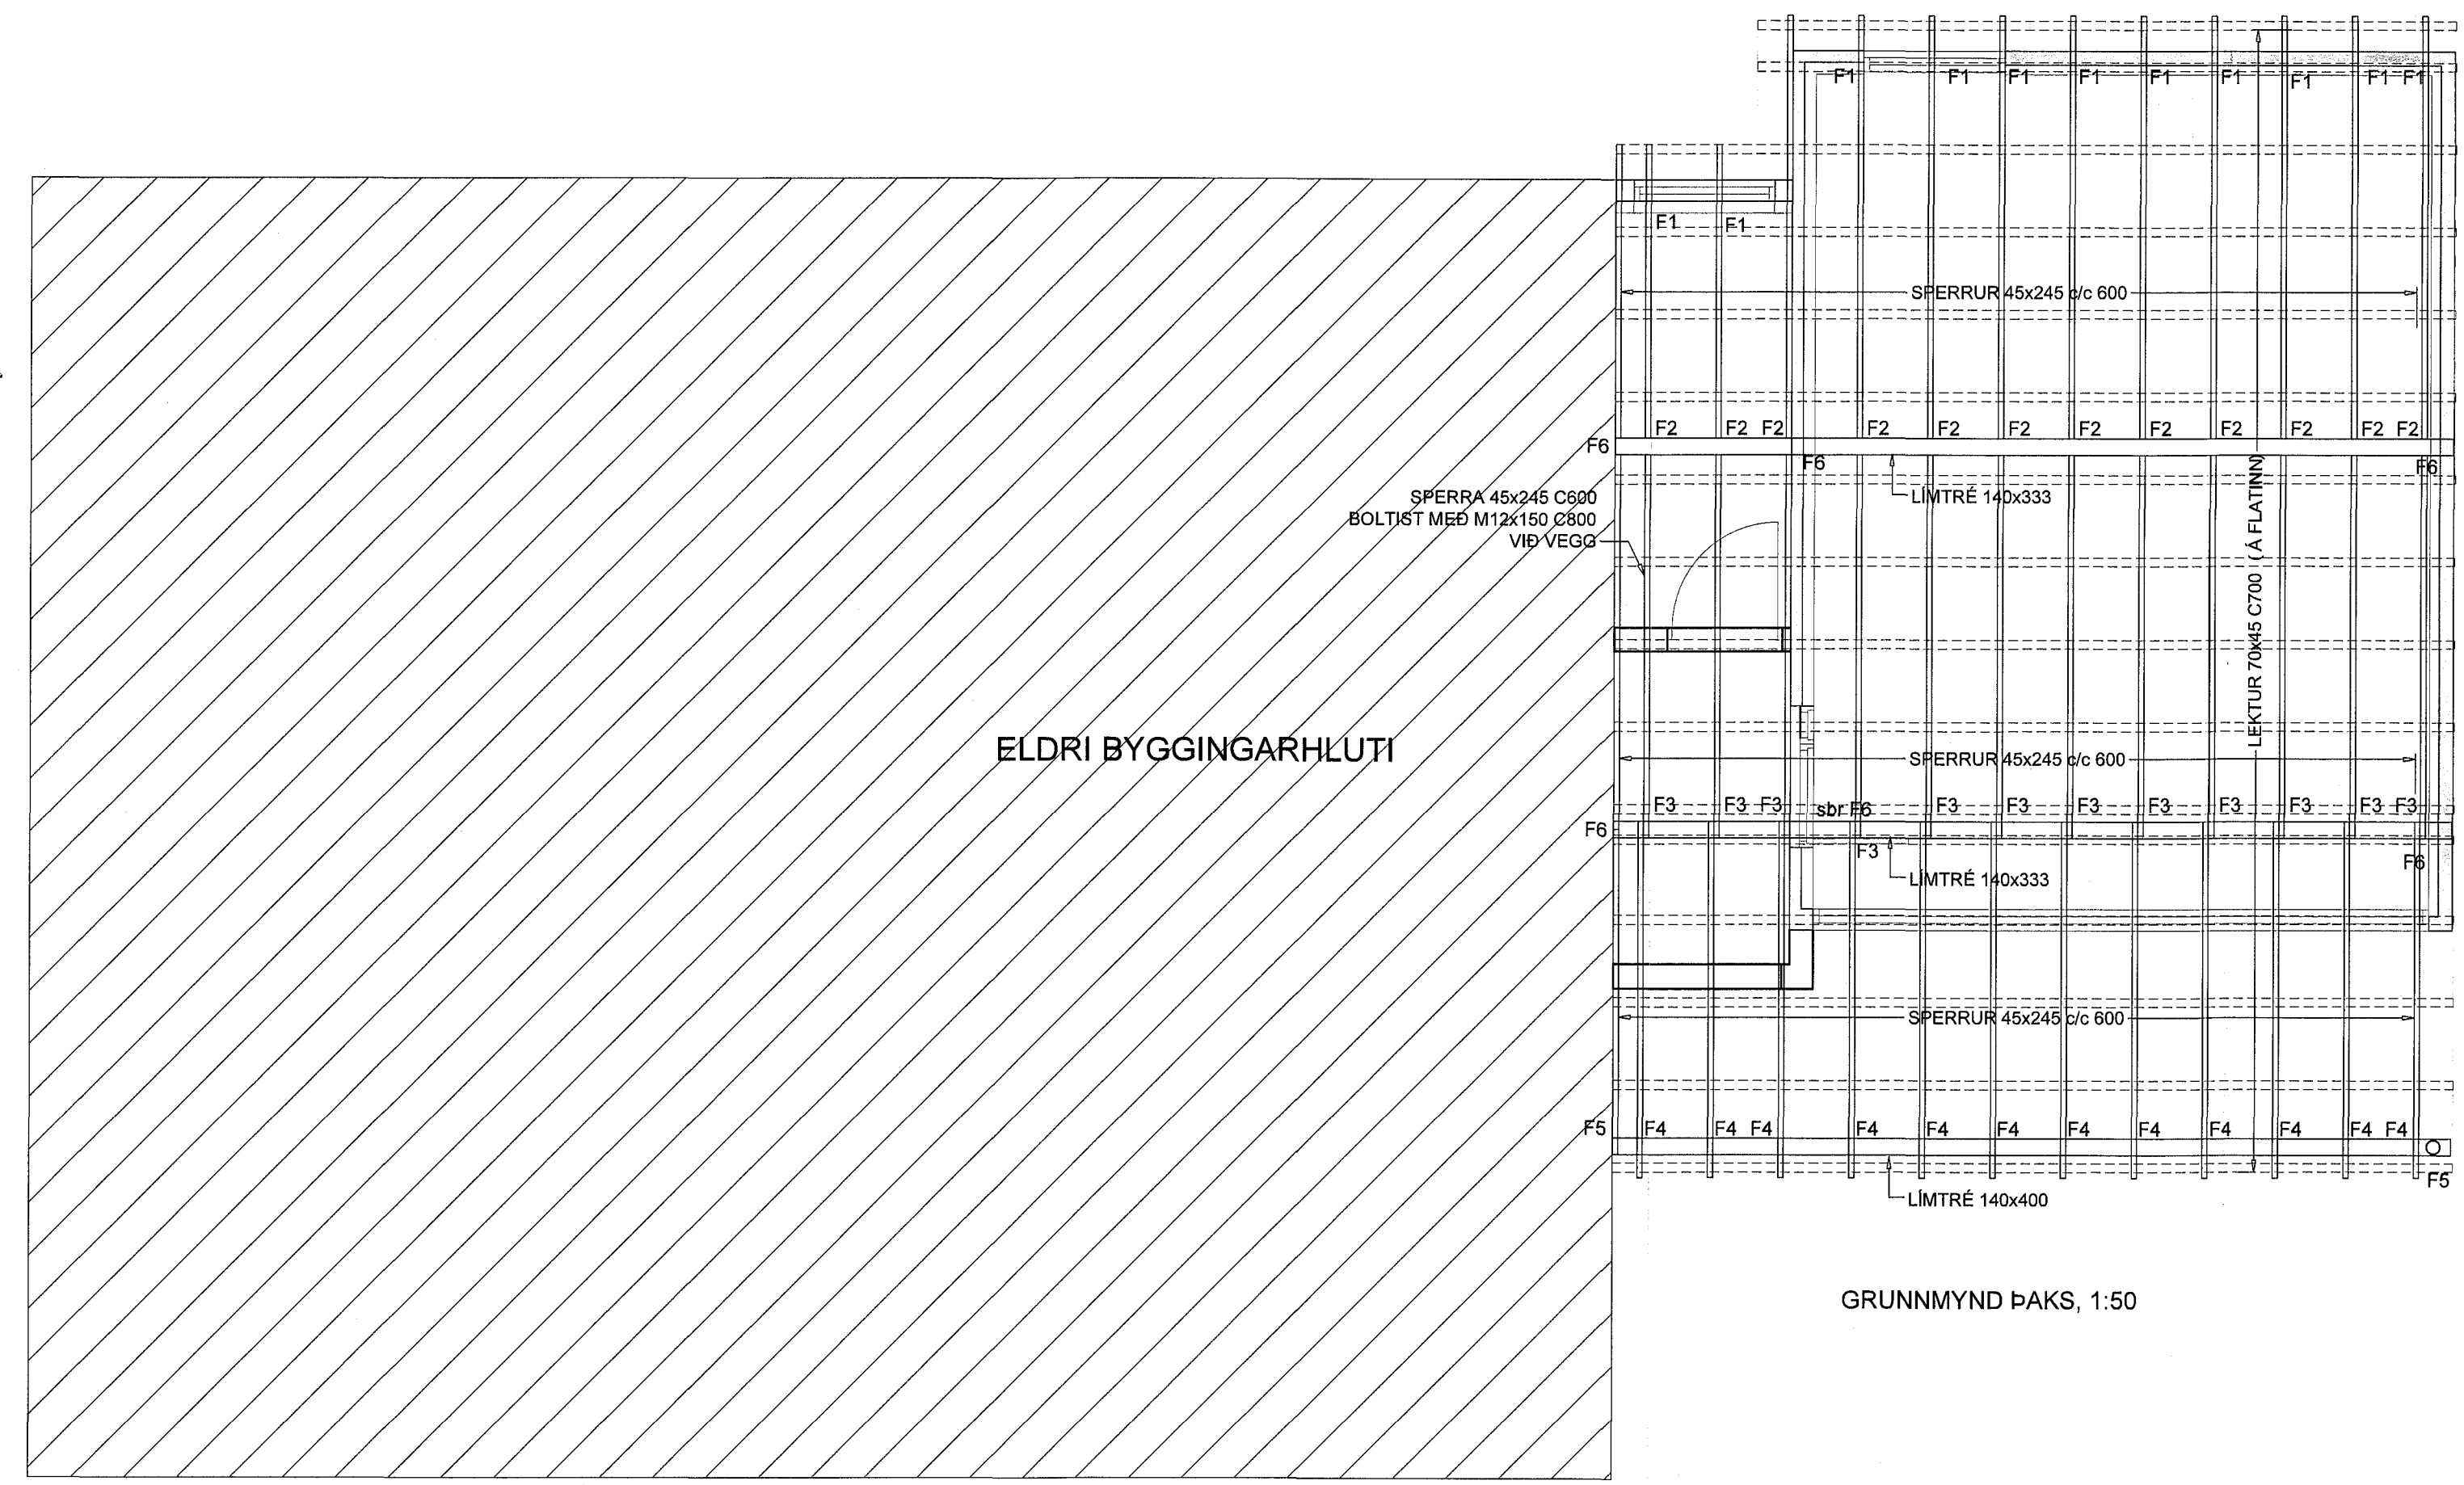 F1 F1 F1 F1 F1 F1 F1 F1 F1
F1 F1
SPERRUR 45x245 c/c 600
F2 F2 F2 F2 F2 F2 F2 F2 F2 F2 F2 F2
F6
F6
F6
SPERRA 45x245 C600
BOLTIST MEÐ M12x150 C800
VIÐ VEGG
LÍMTRÉ 140x333
LEKTUR 70x45 C700 ( Á FLATINN)
ELDRI BYGGINGARHLUTI
SPERRUR 45x245 c/c 600
F3 F3 F3 F3 F3 F3 F3 F3 F3 F3 F3
sbr F6
F6
F3
F6
LÍMTRÉ 140x333
SPERRUR 45x245 c/c 600
F5
F4 F4 F4 F4 F4 F4 F4 F4 F4 F4 F4 F4
F5
LÍMTRÉ 140x400
GRUNNMYND ÞAKS, 1:50